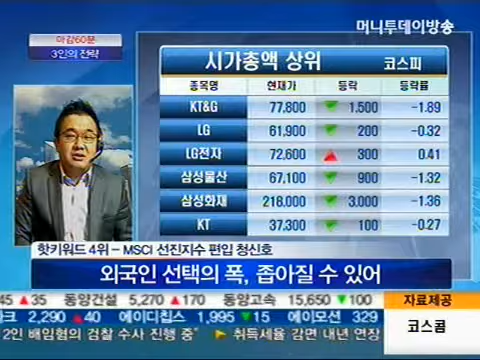 마감60분
3인의 전략
머니투데이방송
시가총액 상위 코스피
종목명 현재가 등락 등락률
KT&G 77,800 1,500 -1.89
LG 61,900 200 -0.32
LG전자 72,600 300 0.41
삼성물산 67,100 900 -1.32
삼성화재 218,000 3,000 -1.36
KT 37,300 100 -0.27
핫키워드 4위 - MSCI 선진지수 편입 청신호
외국인 선택의 폭, 좁아질 수 있어
45 ▲35 동양건설 5,270 ▲170 동양고속 15,650 ▼100
파크 2,290 ▲40 에이디칩스 1,995 ▼15 에이모션 329
2인 배임혐의 검찰 수사 진행 중" ▶ 취득세율 감면 내년 연장
자료제공
코스콤